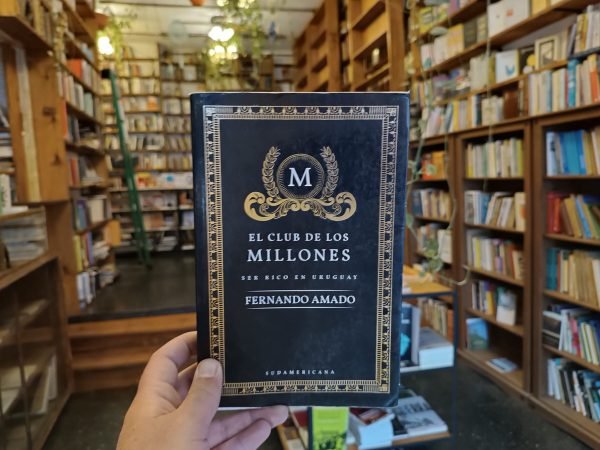 M
EL CLUB DE LOS
MILLONES
SER RICO EN URUGUAY
FERNANDO AMADO
SUDAMERICANA